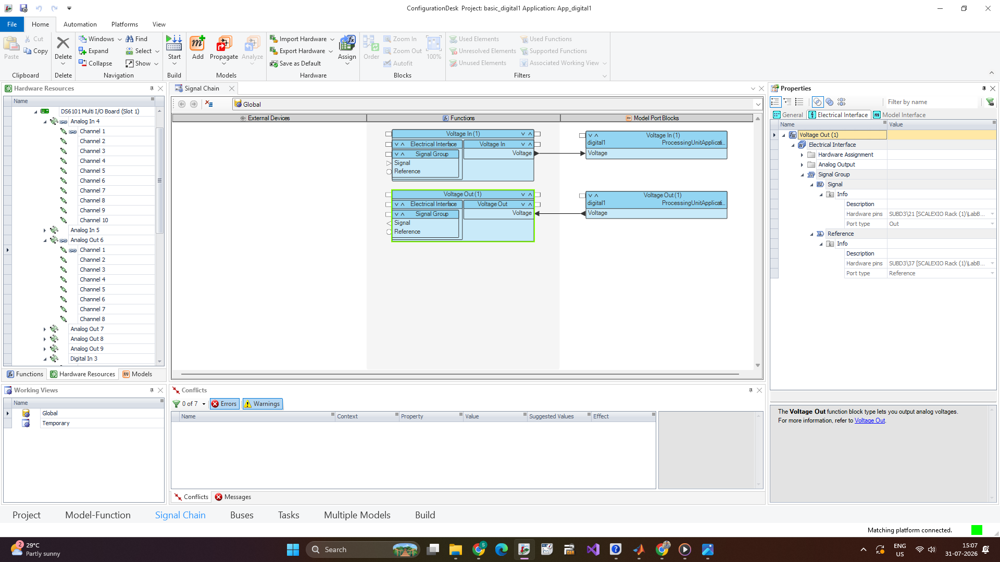 ConfigurationDesk Project: basic_digital1 Application: App_digital1
File Home Automation Platforms View
Paste Cut Copy Delete Windows Find Expand Select Collapse Show Start Add Propagate Analyze Import Hardware Export Hardware Save as Default Assign Order Zoom In Zoom Out Autofit 100% Used Elements Unresolved Elements Unused Elements Used Functions Supported Functions Associated Working View
Clipboard Delete Navigation Build Models Hardware Blocks Filters
Hardware Resources
Name
DS6101 Multi I/O Board (Slot 1)
Analog In 4
Channel 1
Channel 2
Channel 3
Channel 4
Channel 5
Channel 6
Channel 7
Channel 8
Channel 9
Channel 10
Analog In 5
Analog Out 6
Channel 1
Channel 2
Channel 3
Channel 4
Channel 5
Channel 6
Channel 7
Channel 8
Analog Out 7
Analog Out 8
Analog Out 9
Digital In 3
Functions Hardware Resources Models
Working Views
Name
Global
Temporary
Signal Chain
Global
External Devices Functions Model Port Blocks
Voltage In (1)
Electrical Interface Voltage In
Signal Group Voltage
Signal
Reference
Voltage In (1)
digital1 ProcessingUnitApplicati...
Voltage
Voltage Out (1)
Electrical Interface Voltage Out
Signal Group Voltage
Signal
Reference
Voltage Out (1)
digital1 ProcessingUnitApplicati...
Voltage
Conflicts
0 of 7 Errors Warnings
Name Context Property Value Suggested Values Effect
Conflicts Messages
Properties
Filter by name
General Electrical Interface Model Interface
Name Value
Voltage Out (1)
Electrical Interface
Hardware Assignment
Analog Output
Signal Group
Signal
Info
Description
Hardware pins SUBD3\21 [SCALEXIO Rack (1)\LabB...
Port type Out
Reference
Info
Description
Hardware pins SUBD3\37 [SCALEXIO Rack (1)\LabB...
Port type Reference
The Voltage Out function block type lets you output analog voltages.
For more information, refer to Voltage Out.
Project Model-Function Signal Chain Buses Tasks Multiple Models Build
Matching platform connected.
2
29°C
Partly sunny
Search
S
ENG
US
15:07
31-07-2026